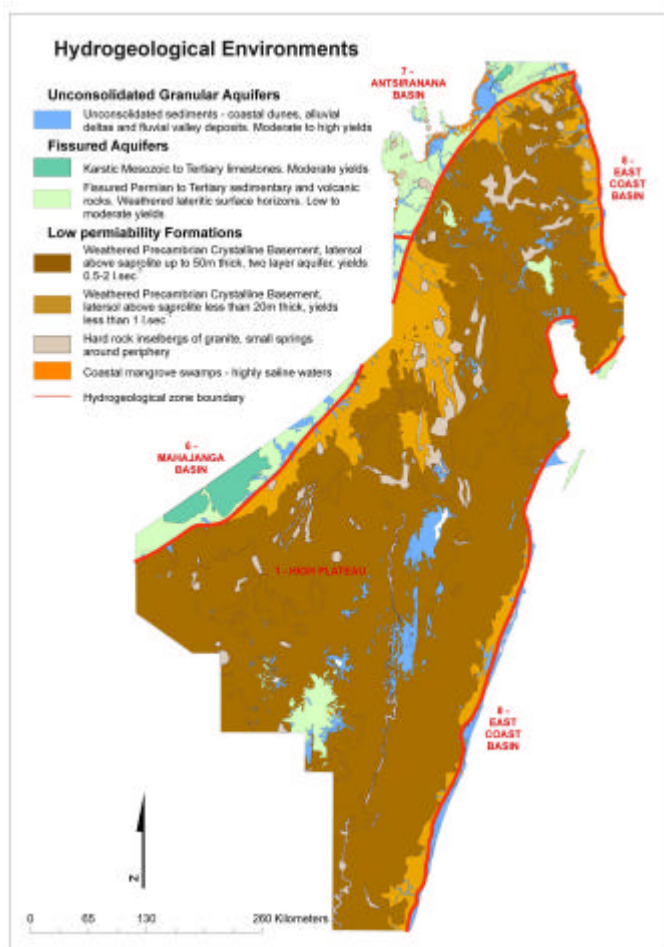 Hydrogeological Environments
Unconsolidated Granular Aquifers
Unconsolidated sediments - coastal dunes, alluvial
deltas and fluvial valley deposits. Moderate to high yields
Fissured Aquifers
Karstic Mesozoic to Tertiary limestones. Moderate yields
Fissured Permian to Tertiary sedimentary and volcanic
rocks. Weathered lateritic surface horizons. Low to
moderate yields
Low permiability Formations
Weathered Precambrian Crystalline Basement, latersol
above saprolite up to 50m thick, two layer aquifer, yields
0.5-2 l.sec
Weathered Precambrian Crystalline Basement,
latersol above saprolite less than 20m thick, yields
less than 1 l.sec
Hard rock inselbergs of granite, small springs
around periphery
Coastal mangrove swamps - highly saline waters
Hydrogeological zone boundary
7 -
ANTSIRANANA
BASIN
8 -
EAST
COAST
BASIN
6 -
MAHAJANGA
BASIN
1 - HIGH PLATEAU
8 -
EAST
COAST
BASIN
N
0 65 130 260 Kilometers